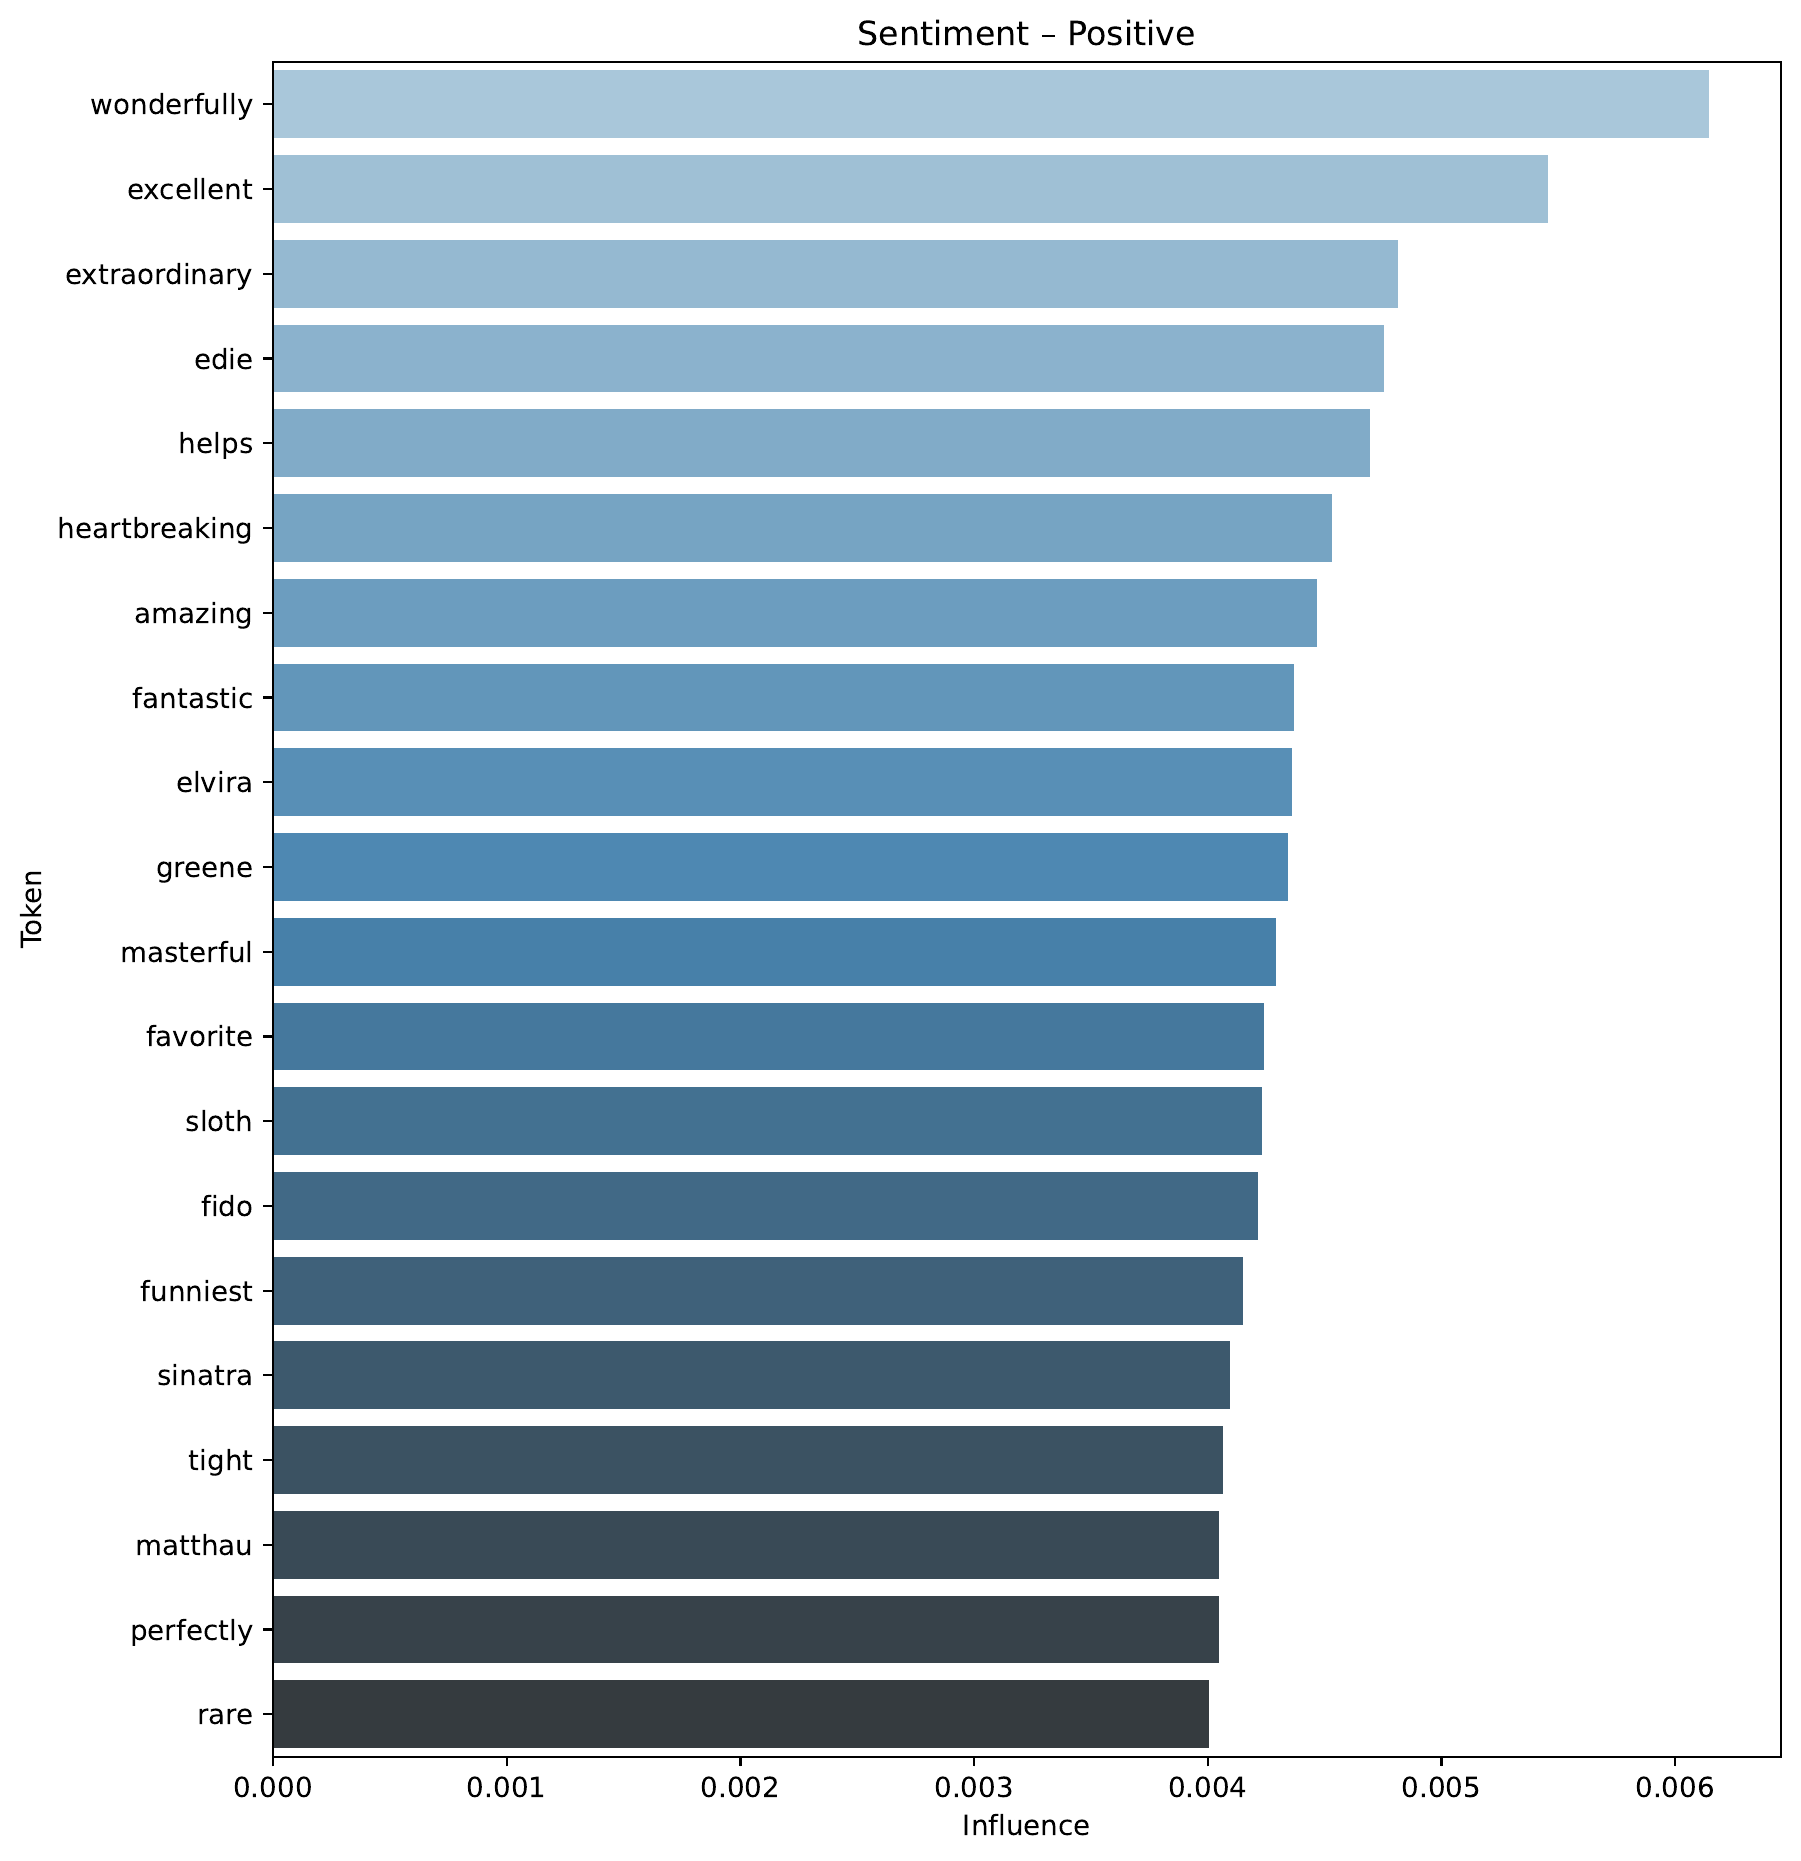 Sentiment – Positive
wonderfully
excellent
extraordinary
edie
helps
heartbreaking
amazing
fantastic
elvira
greene
masterful
favorite
sloth
fido
funniest
sinatra
tight
matthau
perfectly
rare
Token
0.000 0.001 0.002 0.003 0.004 0.005 0.006
Influence